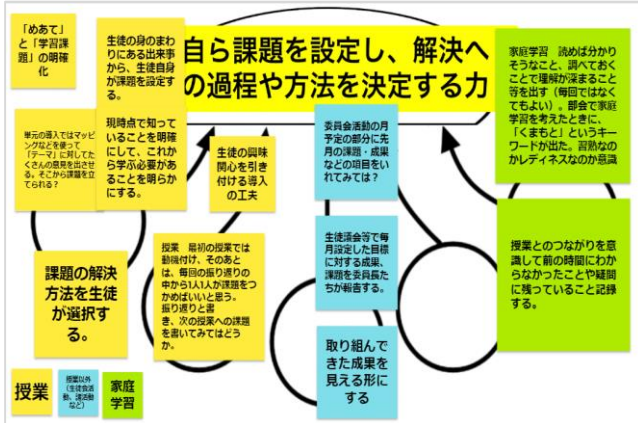 自ら課題を設定し、解決へ
の過程や方法を決定する力
「めあて」
と「学習課
題」の明確
化
生徒の身のま
わりにある出来事
から、生徒自身
が課題を設定す
る。
単元の導入ではマッピ
ングなどを使って
「テーマ」に対してた
くさんの意見を出させ
る。そこから課題を立
てられる?
現時点で知って
いることを明確
にして、これから
学ぶ必要があ
ることを明らか
にする。
生徒の興味
関心を引き
付ける導入
の工夫
課題の解決
方法を生徒
が選択す
る。
授業 最初の授業では
動機付け、そのあと
は、毎回の振り返りの
中から1人1人が課題をつ
かめばいいと思う。
振り返りと書
き、次の授業への課題
を書いてみてはどう
か。
委員会活動の月
予定の部分に先
月の課題・成果
などの項目をい
れてみては?
生徒議会等で毎
月設定した目標
に対する成果、
課題を委員長た
ちが報告する。
取り組んで
きた成果を
見える形に
する
家庭学習 読めば分かり
そうなこと、調べておく
ことで理解が深まること
等を出す(毎回ではなく
てもよい)。部会で家庭
学習を考えたときに、
「くまもと」というキー
ワードが出た。習熟なの
かレディネスなのか意識
授業とのつながりを意
識して前の時間にわか
らなかったことや疑問
に残っていること記録
する。
授業
授業以外
(生徒会活
動、諸活動
など)
家庭
学習